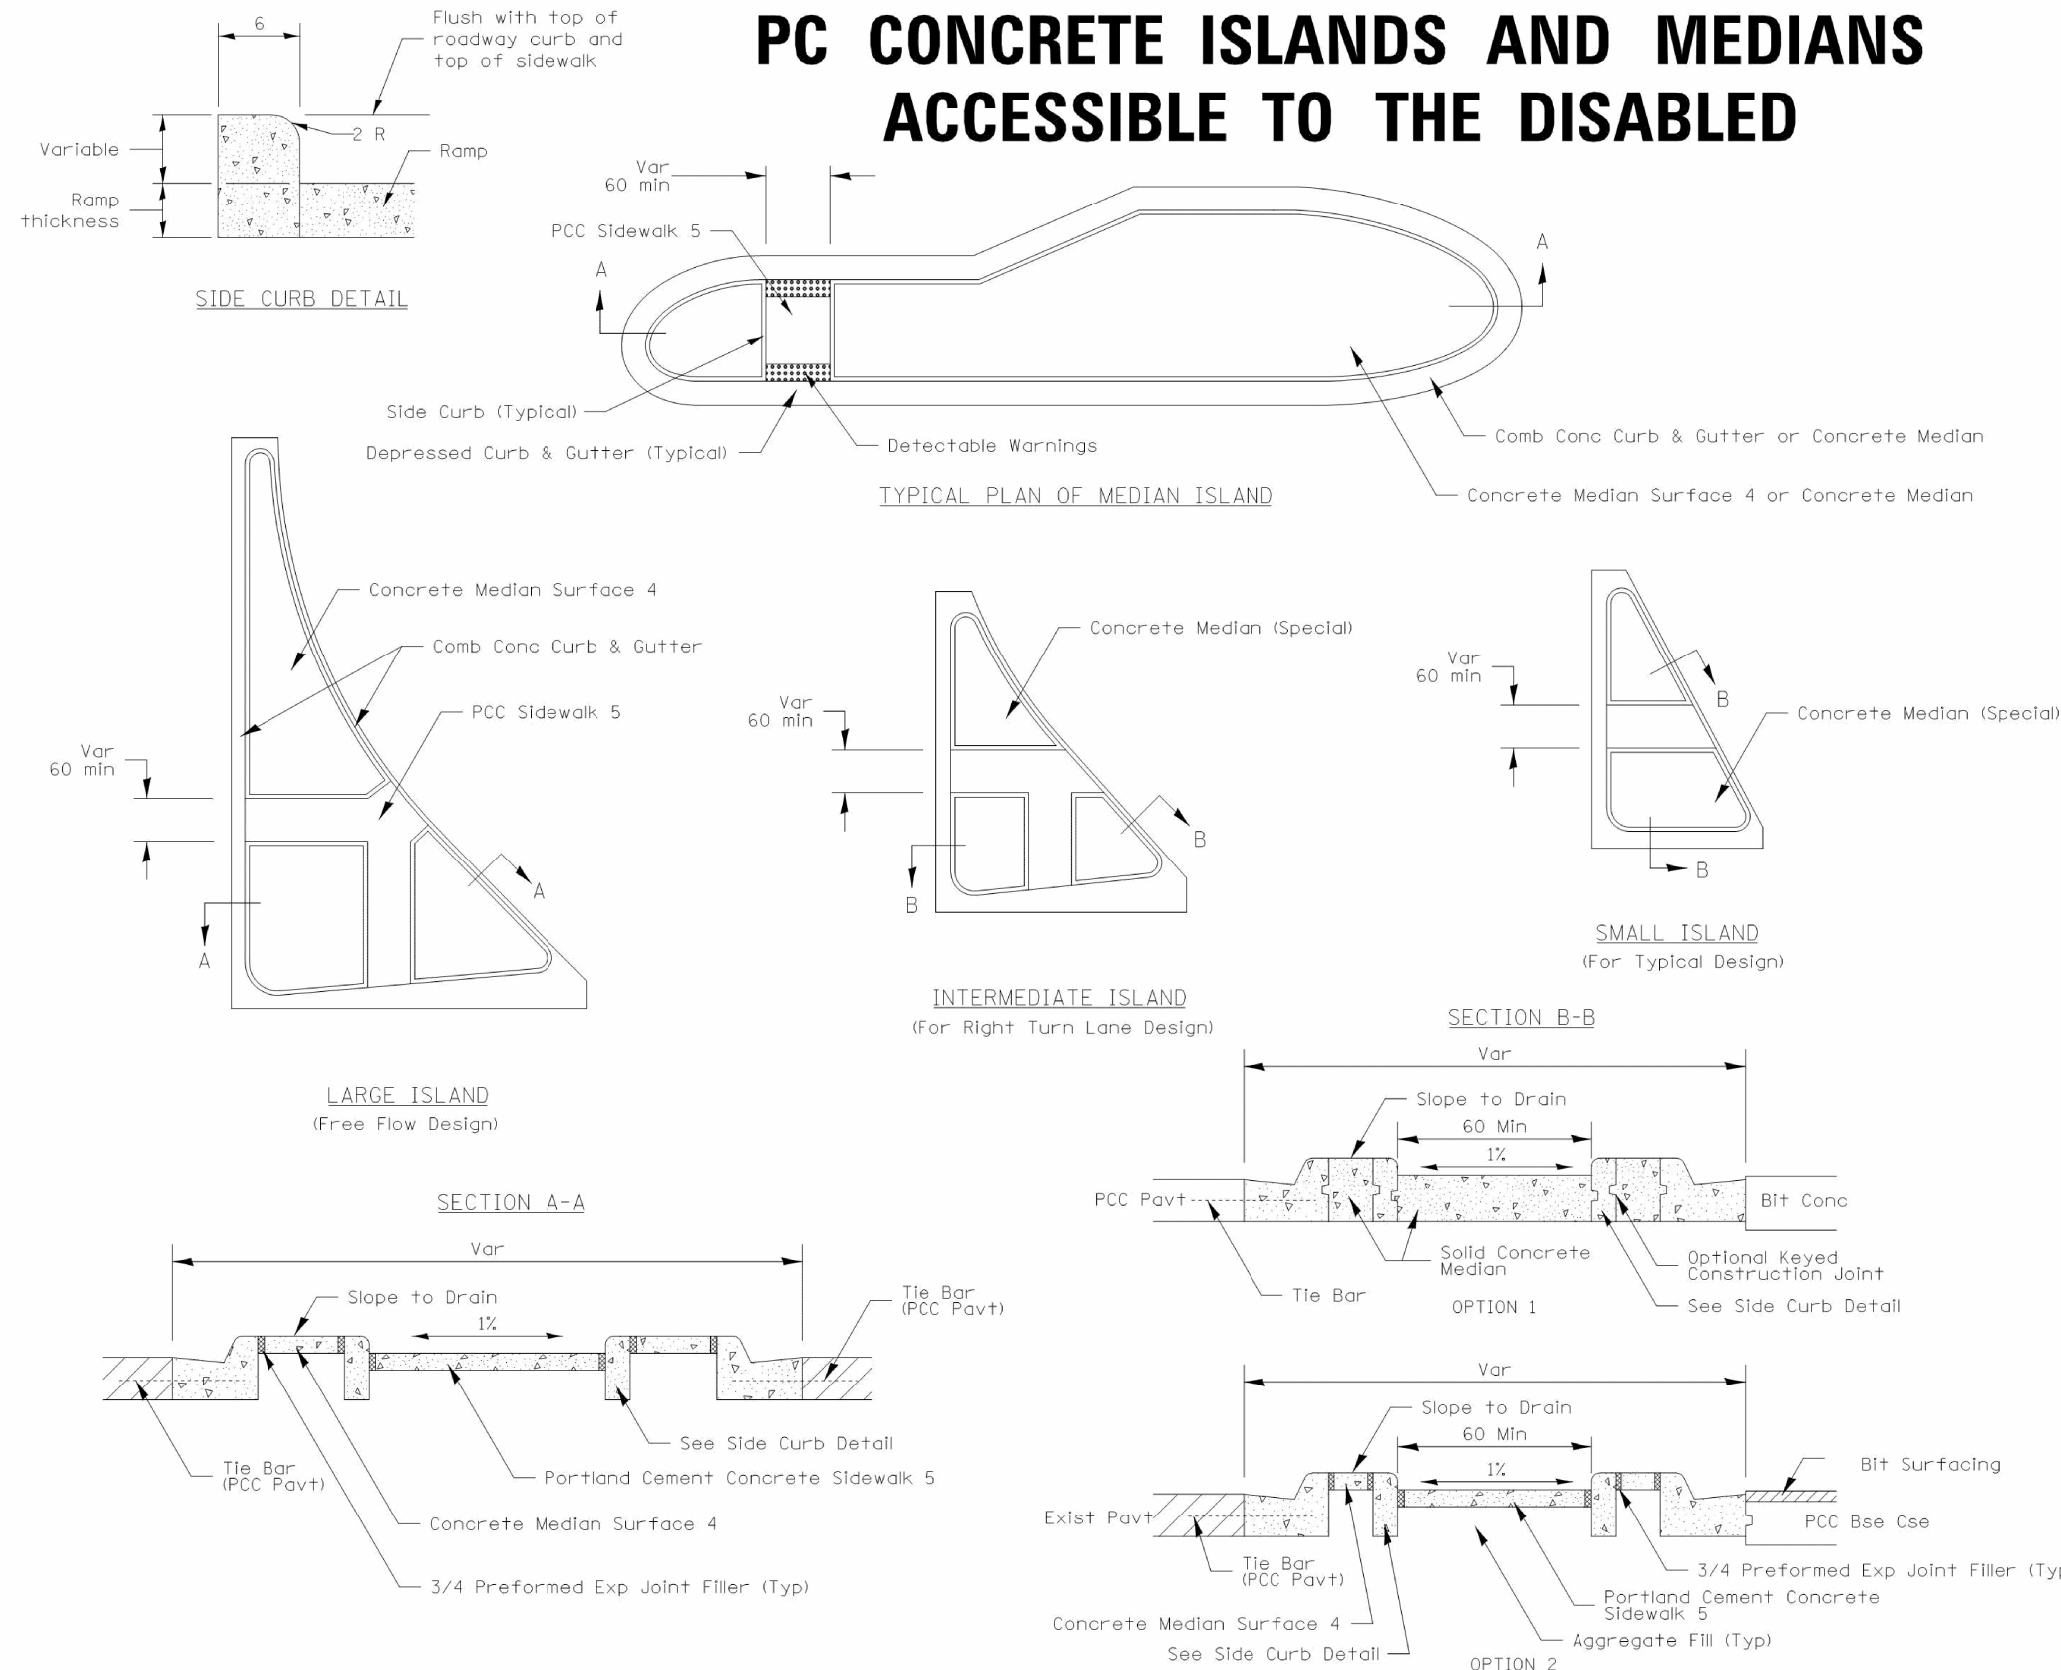 PC CONCRETE ISLANDS AND MEDIANS
ACCESSIBLE TO THE DISABLED
6
Flush with top of
roadway curb and
top of sidewalk
2 R
Variable
Ramp
Ramp
thickness
SIDE CURB DETAIL
Var
60 min
PCC Sidewalk 5
A
A
Side Curb (Typical)
Depressed Curb & Gutter (Typical)
Detectable Warnings
Comb Conc Curb & Gutter or Concrete Median
Concrete Median Surface 4 or Concrete Median
TYPICAL PLAN OF MEDIAN ISLAND
Concrete Median Surface 4
Comb Conc Curb & Gutter
PCC Sidewalk 5
Var
60 min
A
A
LARGE ISLAND
(Free Flow Design)
Concrete Median (Special)
Var
60 min
B
B
INTERMEDIATE ISLAND
(For Right Turn Lane Design)
Var
60 min
B
Concrete Median (Special)
B
SMALL ISLAND
(For Typical Design)
SECTION A-A
Var
Slope to Drain
1%
Tie Bar
(PCC Pavt)
Tie Bar
(PCC Pavt)
See Side Curb Detail
Portland Cement Concrete Sidewalk 5
Concrete Median Surface 4
3/4 Preformed Exp Joint Filler (Typ)
SECTION B-B
Var
Slope to Drain
60 Min
1%
PCC Pavt
Bit Conc
Solid Concrete
Median
Optional Keyed
Construction Joint
Tie Bar
See Side Curb Detail
OPTION 1
Var
Slope to Drain
60 Min
1%
Bit Surfacing
Exist Pavt
PCC Bse Cse
Tie Bar
(PCC Pavt)
3/4 Preformed Exp Joint Filler (Typ
Portland Cement Concrete
Sidewalk 5
Concrete Median Surface 4
Aggregate Fill (Typ)
See Side Curb Detail
OPTION 2